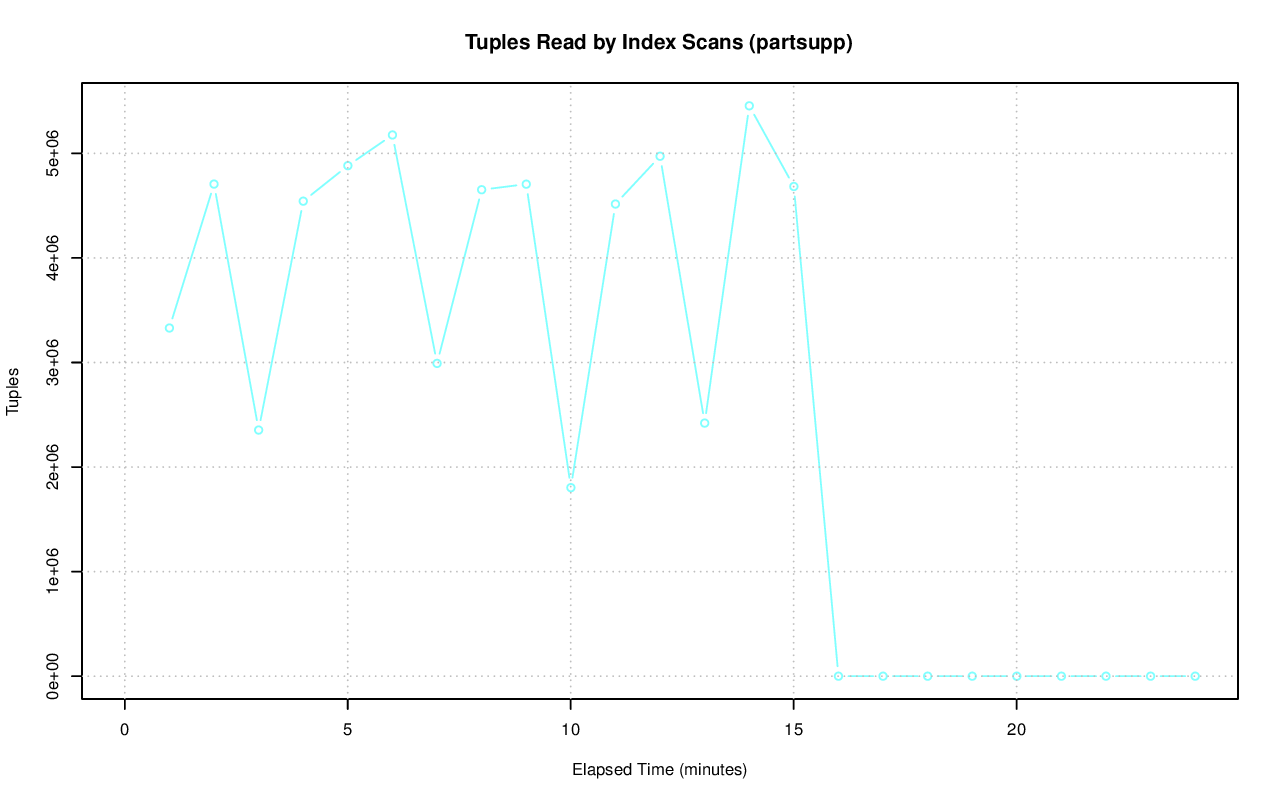 Tuples Read by Index Scans (partsupp)
Tuples
5e+06
4e+06
3e+06
2e+06
1e+06
0e+00
0 5 10 15 20
Elapsed Time (minutes)